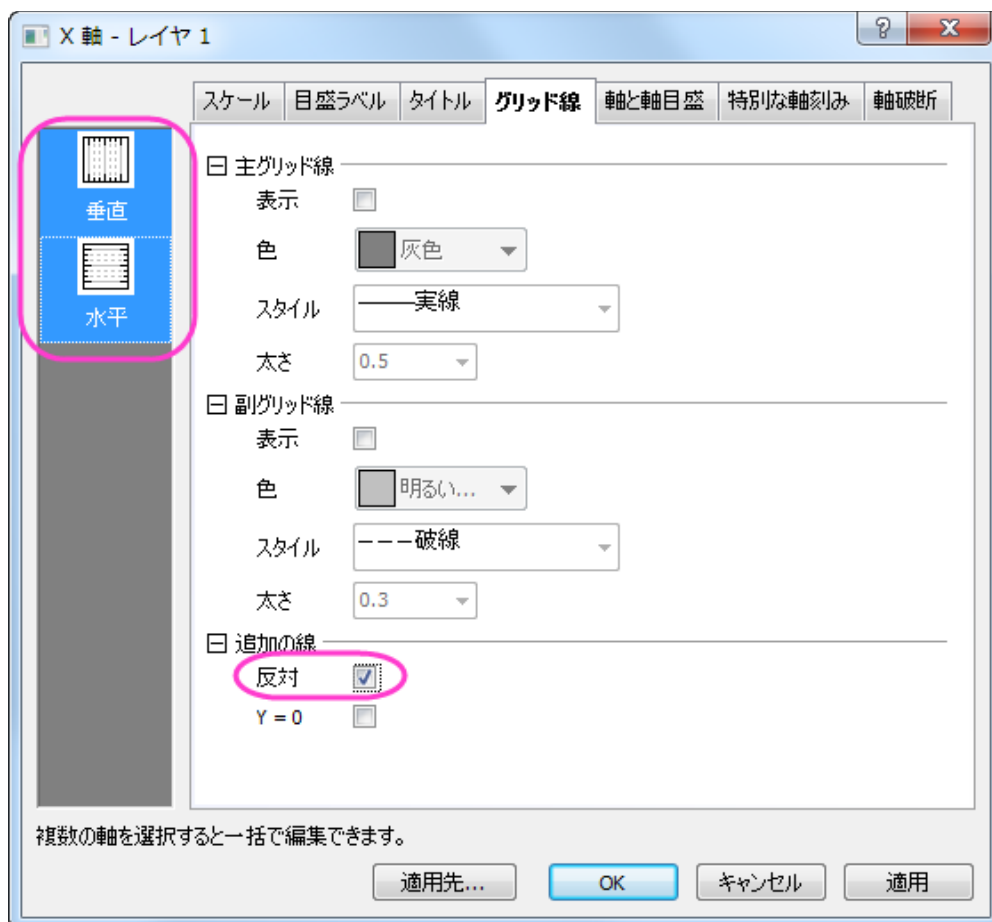 X 軸 - レイヤ 1
スケール 目盛ラベル タイトル グリッド線 軸と軸目盛 特別な軸刻み 軸破断
垂直
水平
主グリッド線
表示
色 灰色
スタイル 実線
太さ 0.5
副グリッド線
表示
色 明るい...
スタイル 破線
太さ 0.3
追加の線
反対
Y = 0
複数の軸を選択すると一括で編集できます。
適用先... OK キャンセル 適用